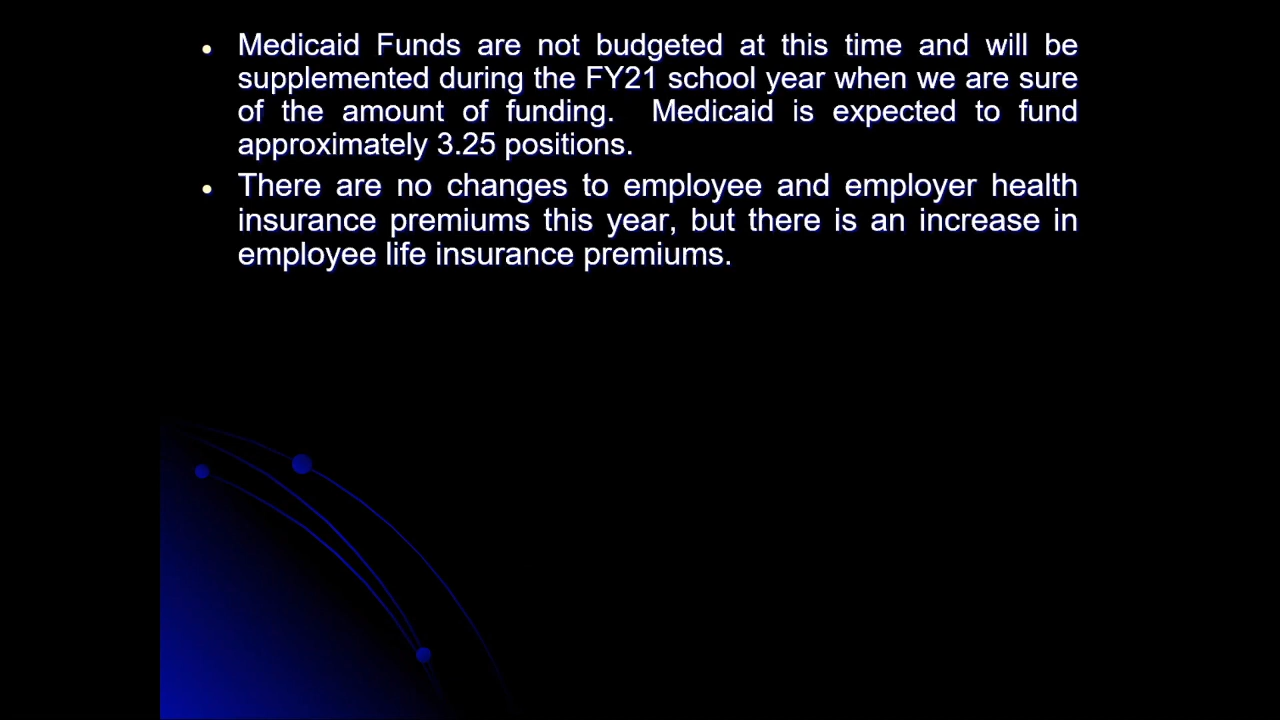 • Medicaid Funds are not budgeted at this time and will be
supplemented during the FY21 school year when we are sure
of the amount of funding. Medicaid is expected to fund
approximately 3.25 positions.
• There are no changes to employee and employer health
insurance premiums this year, but there is an increase in
employee life insurance premiums.